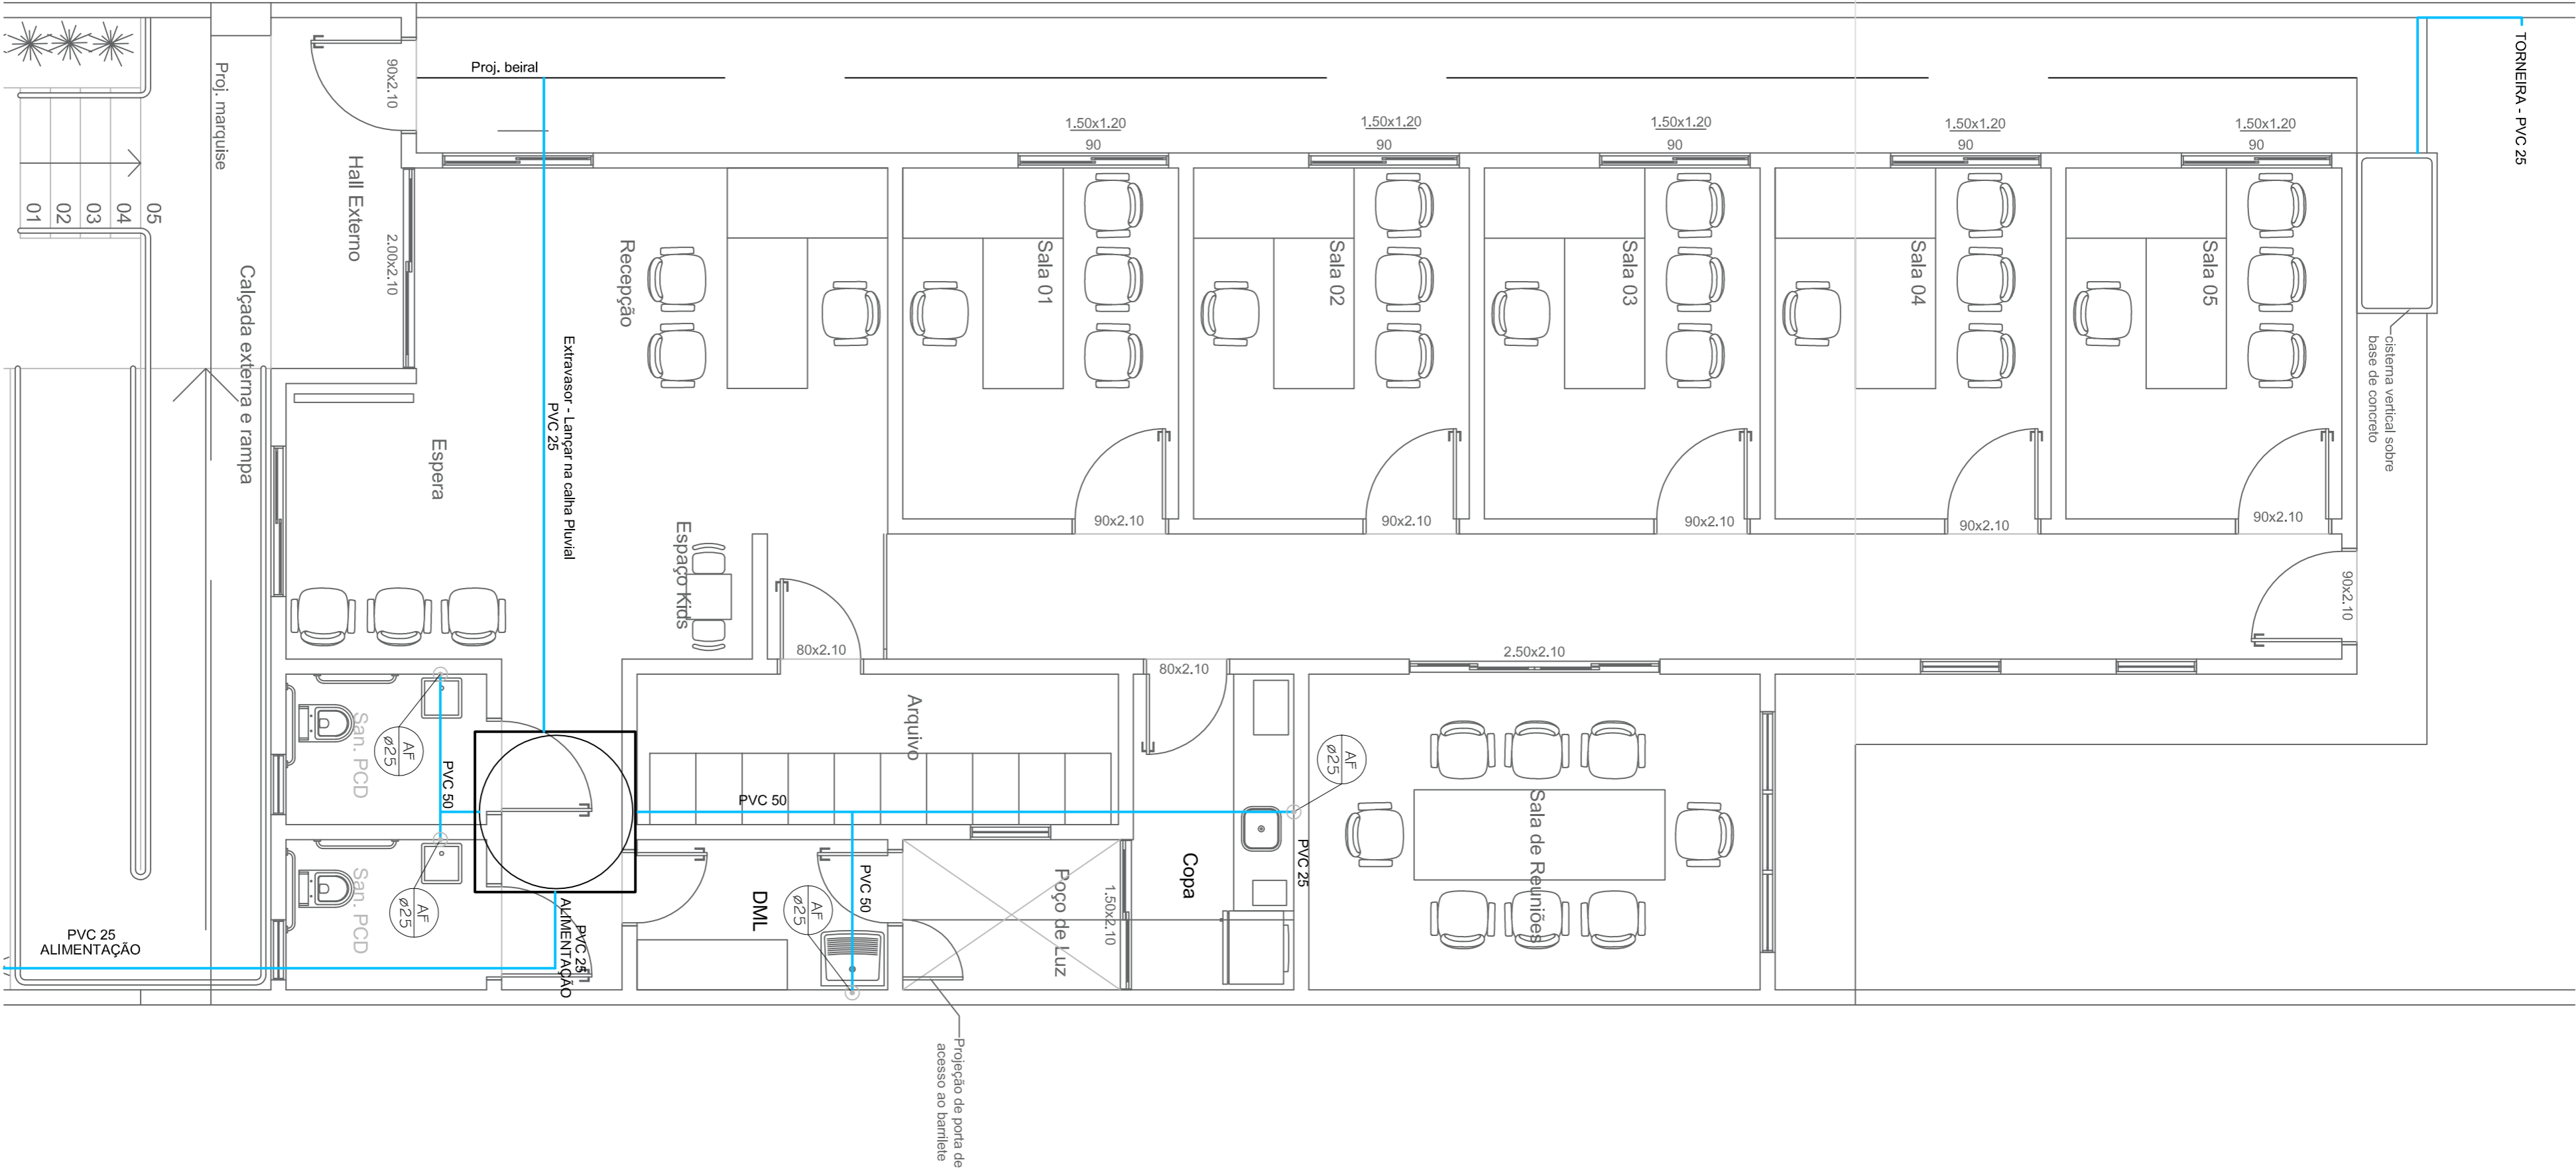 TORNEIRA - PVC 25
Proj. beiral
Proj. marquise
90x2.10
Hall Externo
2.00x2.10
01
02
03
04
05
Calçada externa e rampa
1.50x1.20
90
1.50x1.20
90
1.50x1.20
90
1.50x1.20
90
1.50x1.20
90
Recepção
Sala 01
Sala 02
Sala 03
Sala 04
Sala 05
cisterna vertical sobre
base de concreto
Extravasor - Lançar na calha Pluvial
PVC 25
Espera
Espaço Kids
90x2.10
90x2.10
90x2.10
90x2.10
90x2.10
90x2.10
80x2.10
80x2.10
2.50x2.10
San. PCD
AF
ø25
PVC 50
Arquivo
PVC 50
AF
ø25
Sala de Reuniões
San. PCD
AF
ø25
PVC 25
ALIMENTAÇÃO
PVC 25
ALIMENTAÇÃO
DML
AF
ø25
PVC 50
Poço de Luz
1.50x2.10
Copa
PVC 25
Projeção de porta de
acesso ao barrilete